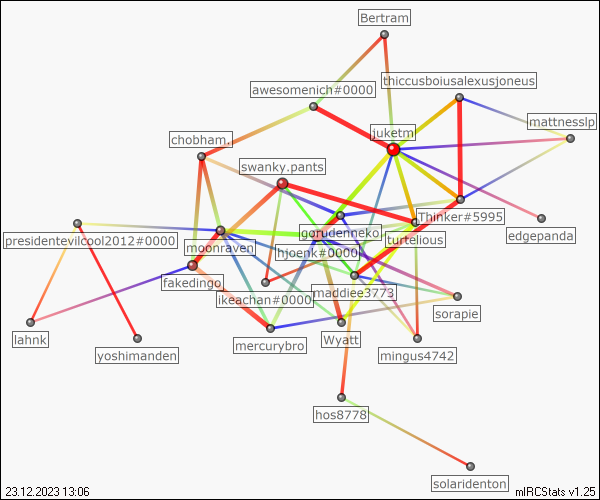 Bertram
thiccusboiusalexusjoneus
awesomenich#0000
mattnesslp
juketm
chobham.
swanky.pants
Thinker#5995
edgepanda
gorudenneko.
presidentevilcool2012#0000
turtelious
moonraven
hjoenk#0000
fakedingo
maddiee3773
ikeachan#0000
sorapie
lahnk
mercurybro
Wyatt
yoshimanden
mingus4742
hos8778
solaridenton
23.12.2023 13:06
mIRCStats v1.25